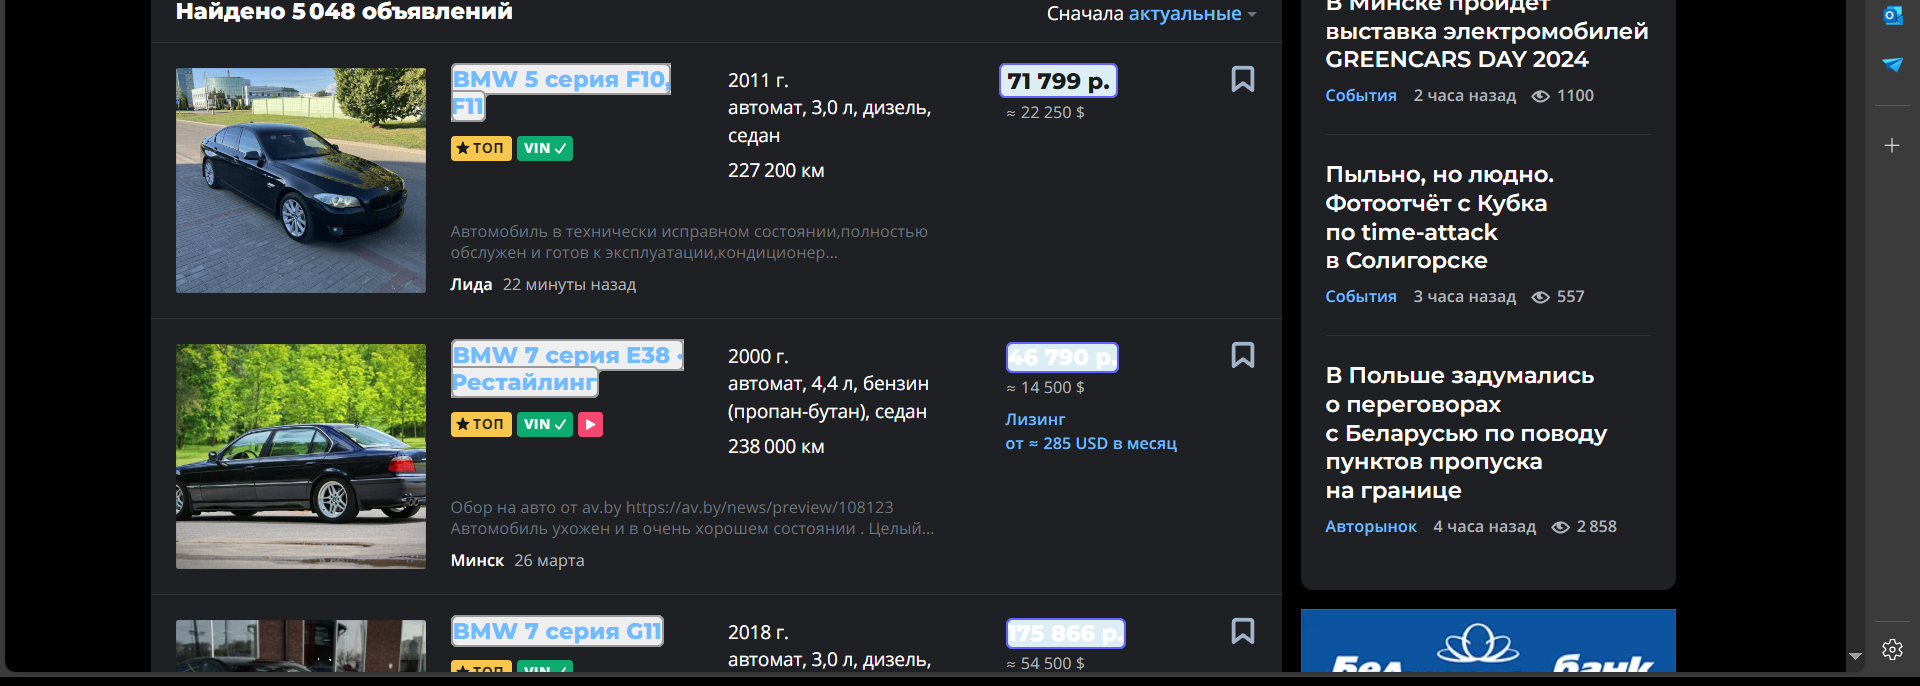 Найдено 5 048 объявлений
Сначала актуальные
BMW 5 серия F10,
F11
ТОП
VIN
2011 г.
автомат, 3,0 л, дизель,
седан
227 200 км
71 799 р.
≈ 22 250 $
Автомобиль в технически исправном состоянии,полностью
обслужен и готов к эксплуатации,кондиционер...
Лида 22 минуты назад
BMW 7 серия E38 ·
Рестайлинг
ТОП
VIN
2000 г.
автомат, 4,4 л, бензин
(пропан-бутан), седан
238 000 км
46 790 р.
≈ 14 500 $
Лизинг
от ≈ 285 USD в месяц
Обор на авто от av.by https://av.by/news/preview/108123
Автомобиль ухожен и в очень хорошем состоянии . Целый...
Минск 26 марта
BMW 7 серия G11
ТОП
VIN
2018 г.
автомат, 3,0 л, дизель,
175 866 р.
≈ 54 500 $
В Минске пройдет
выставка электромобилей
GREENCARS DAY 2024
События 2 часа назад 1100
Пыльно, но людно.
Фотоотчёт с Кубка
по time-attack
в Солигорске
События 3 часа назад 557
В Польше задумались
о переговорах
с Беларусью по поводу
пунктов пропуска
на границе
Авторынок 4 часа назад 2 858
Бел банк